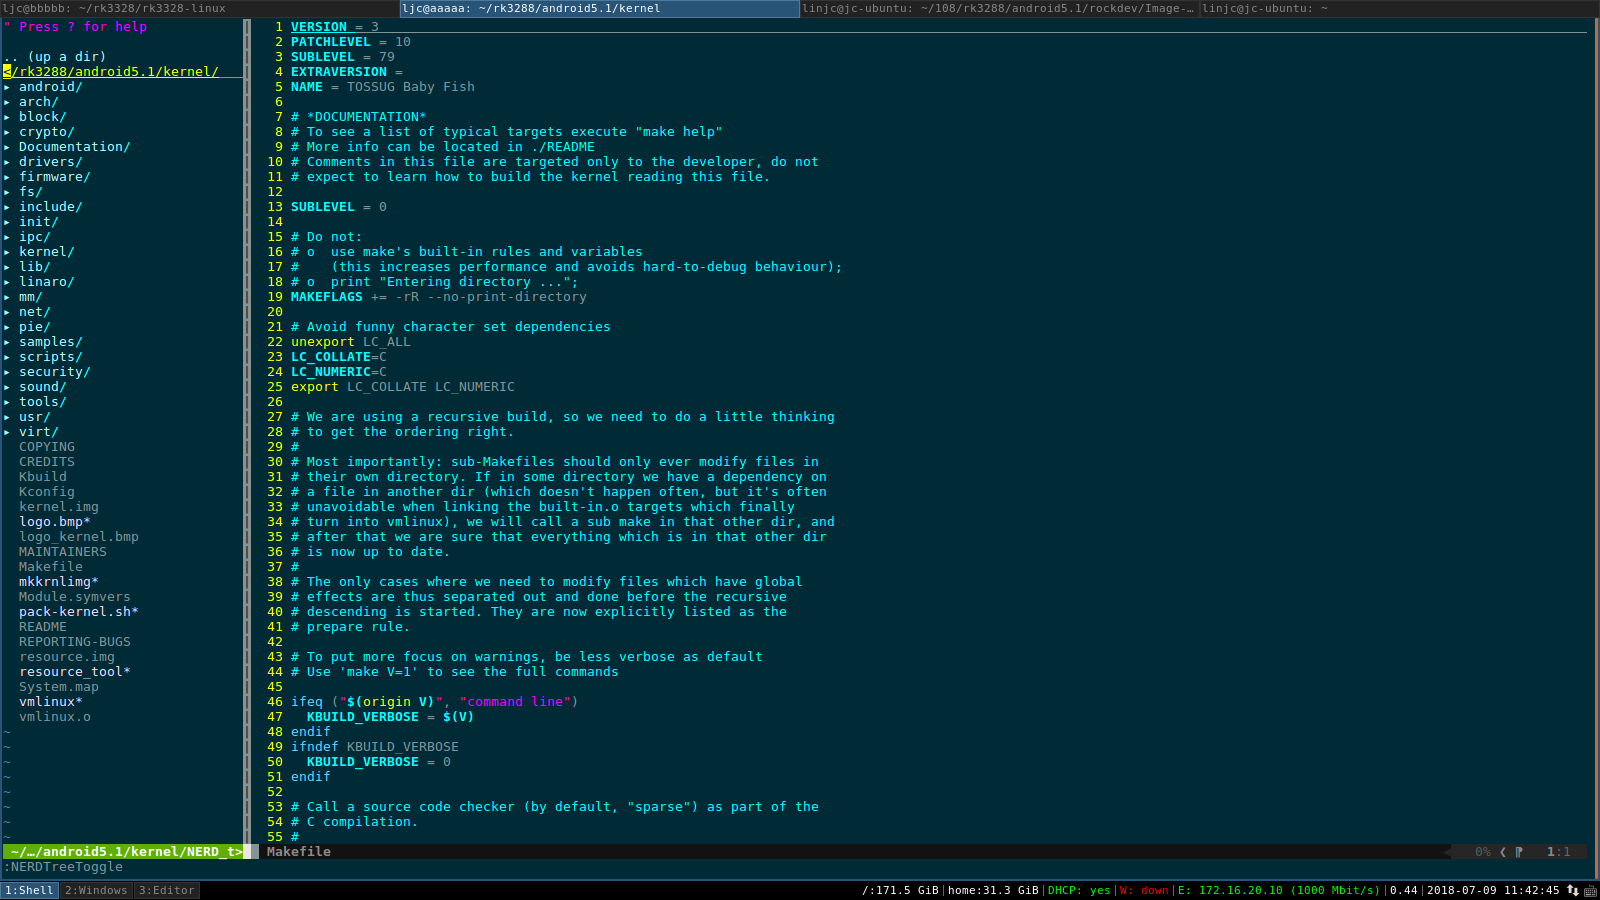 ljc@bbbbb: ~/rk3328/rk3328-linux
ljc@aaaaa: ~/rk3288/android5.1/kernel
linjc@jc-ubuntu: ~/108/rk3288/android5.1/rockdev/Image-…
linjc@jc-ubuntu: ~
" Press ? for help
.. (up a dir)
</rk3288/android5.1/kernel/
▸ android/
▸ arch/
▸ block/
▸ crypto/
▸ Documentation/
▸ drivers/
▸ firmware/
▸ fs/
▸ include/
▸ init/
▸ ipc/
▸ kernel/
▸ lib/
▸ linaro/
▸ mm/
▸ net/
▸ pie/
▸ samples/
▸ scripts/
▸ security/
▸ sound/
▸ tools/
▸ usr/
▸ virt/
COPYING
CREDITS
Kbuild
Kconfig
kernel.img
logo.bmp*
logo_kernel.bmp
MAINTAINERS
Makefile
mkkrnlimg*
Module.symvers
pack-kernel.sh*
README
REPORTING-BUGS
resource.img
resource_tool*
System.map
vmlinux*
vmlinux.o
~
~
~
~
~
~
~
~
~/…/android5.1/kernel/NERD_t>
:NERDTreeToggle
1 VERSION = 3
2 PATCHLEVEL = 10
3 SUBLEVEL = 79
4 EXTRAVERSION =
5 NAME = TOSSUG Baby Fish
6
7 # *DOCUMENTATION*
8 # To see a list of typical targets execute "make help"
9 # More info can be located in ./README
10 # Comments in this file are targeted only to the developer, do not
11 # expect to learn how to build the kernel reading this file.
12
13 SUBLEVEL = 0
14
15 # Do not:
16 # o  use make's built-in rules and variables
17 #    (this increases performance and avoids hard-to-debug behaviour);
18 # o  print "Entering directory ...";
19 MAKEFLAGS += -rR --no-print-directory
20
21 # Avoid funny character set dependencies
22 unexport LC_ALL
23 LC_COLLATE=C
24 LC_NUMERIC=C
25 export LC_COLLATE LC_NUMERIC
26
27 # We are using a recursive build, so we need to do a little thinking
28 # to get the ordering right.
29 #
30 # Most importantly: sub-Makefiles should only ever modify files in
31 # their own directory. If in some directory we have a dependency on
32 # a file in another dir (which doesn't happen often, but it's often
33 # unavoidable when linking the built-in.o targets which finally
34 # turn into vmlinux), we will call a sub make in that other dir, and
35 # after that we are sure that everything which is in that other dir
36 # is now up to date.
37 #
38 # The only cases where we need to modify files which have global
39 # effects are thus separated out and done before the recursive
40 # descending is started. They are now explicitly listed as the
41 # prepare rule.
42
43 # To put more focus on warnings, be less verbose as default
44 # Use 'make V=1' to see the full commands
45
46 ifeq ("$(origin V)", "command line")
47   KBUILD_VERBOSE = $(V)
48 endif
49 ifndef KBUILD_VERBOSE
50   KBUILD_VERBOSE = 0
51 endif
52
53 # Call a source code checker (by default, "sparse") as part of the
54 # C compilation.
55 #
Makefile
0% ❮ ⁋ 1:1
1:Shell
2:Windows
3:Editor
/:171.5 GiB|home:31.3 GiB|DHCP: yes|W: down|E: 172.16.20.10 (1000 Mbit/s)|0.44|2018-07-09 11:42:45